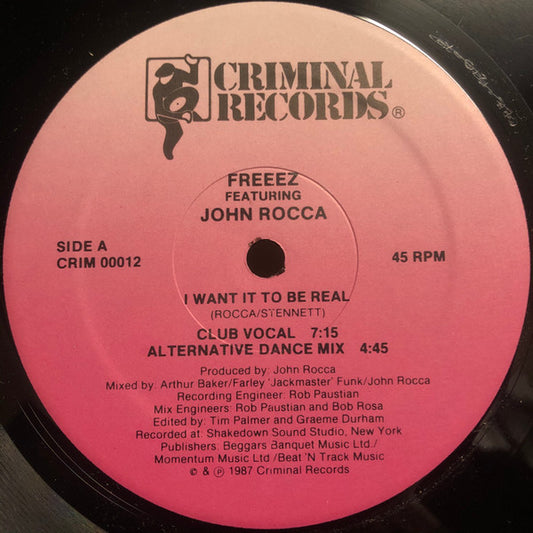 CRIMINAL
RECORDS®
FREEEZ
FEATURING
JOHN ROCCA
SIDE A
CRIM 00012
45 RPM
I WANT IT TO BE REAL
(ROCCA/STENNETT)
CLUB VOCAL 7:15
ALTERNATIVE DANCE MIX 4:45
Produced by: John Rocca
Mixed by: Arthur Baker/Farley 'Jackmaster' Funk/John Rocca
Recording Engineer: Rob Paustian
Mix Engineers: Rob Paustian and Bob Rosa
Edited by: Tim Palmer and Graeme Durham
Recorded at: Shakedown Sound Studio, New York
Publishers: Beggars Banquet Music Ltd./
Momentum Music Ltd./Beat 'N Track Music
© & ℗ 1987 Criminal Records